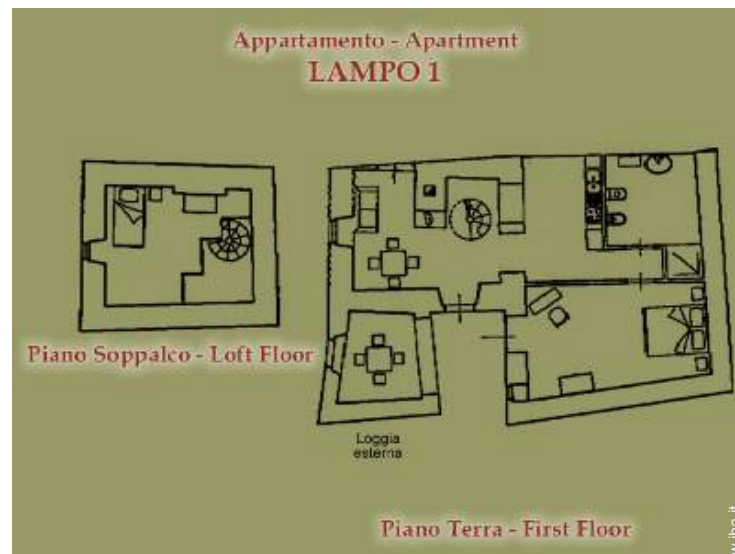 Appartamento - Apartment
LAMPO 1
Piano Soppalco - Loft Floor
Loggia
esterna
Piano Terra - First Floor